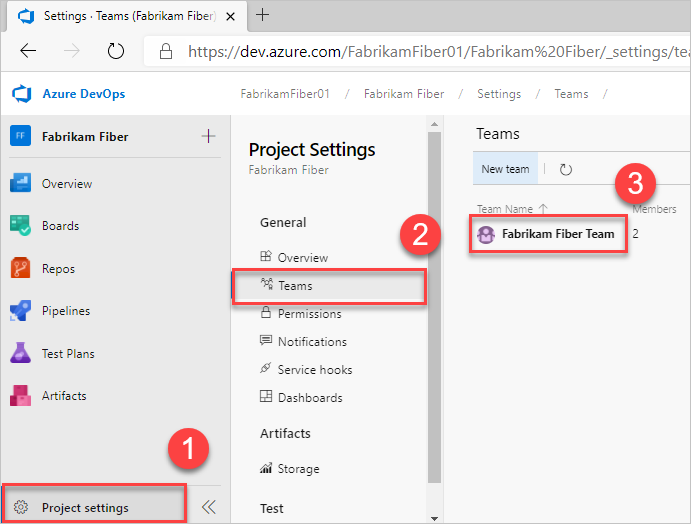 Settings · Teams (Fabrikam Fiber)
https://dev.azure.com/FabrikamFiber01/Fabrikam%20Fiber/_settings/tea
Azure DevOps
FabrikamFiber01 / Fabrikam Fiber / Settings / Teams /
FF Fabrikam Fiber
Overview
Boards
Repos
Pipelines
Test Plans
Artifacts
1
Project settings
Project Settings
Fabrikam Fiber
General
2
Overview
Teams
Permissions
Notifications
Service hooks
Dashboards
Artifacts
Storage
Test
Teams
New team
3
Team Name Members
Fabrikam Fiber Team 2